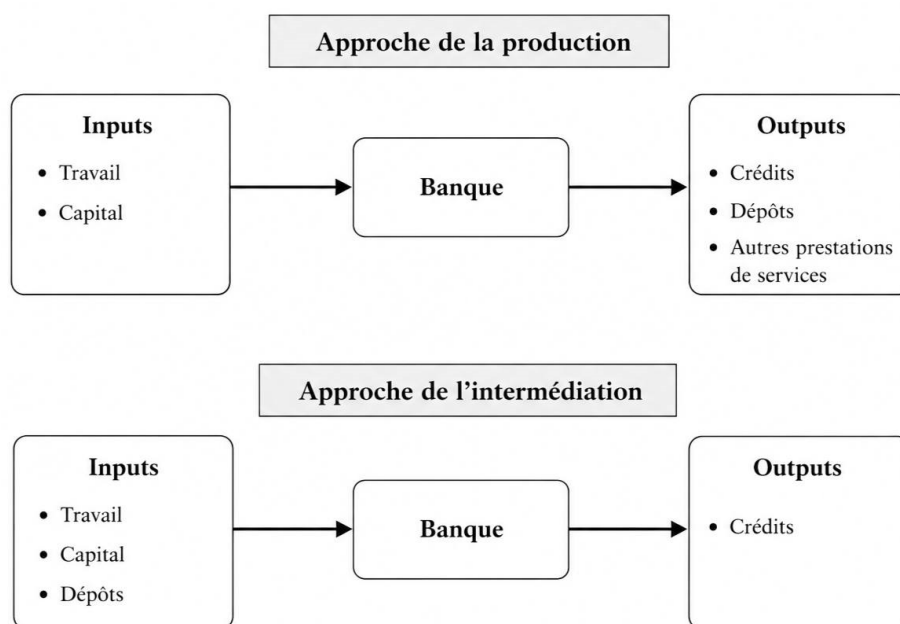 Approche de la production
Inputs
• Travail
• Capital
Banque
Outputs
• Crédits
• Dépôts
• Autres prestations
de services
Approche de l'intermédiation
Inputs
• Travail
• Capital
• Dépôts
Banque
Outputs
• Crédits